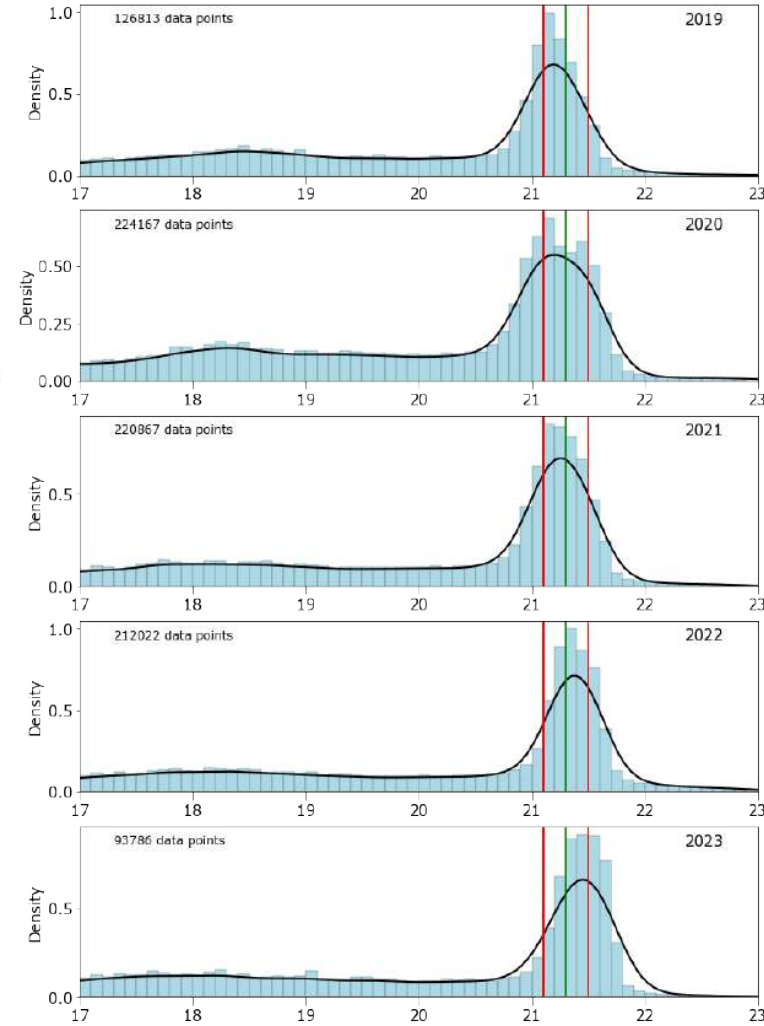 126813 data points 2019
1.0
0.5
0.0
Density
17 18 19 20 21 22 23
224167 data points 2020
0.50
0.25
0.00
Density
17 18 19 20 21 22 23
220867 data points 2021
0.5
0.0
Density
17 18 19 20 21 22 23
212022 data points 2022
1.0
0.5
0.0
Density
17 18 19 20 21 22 23
93786 data points 2023
0.5
0.0
Density
17 18 19 20 21 22 23